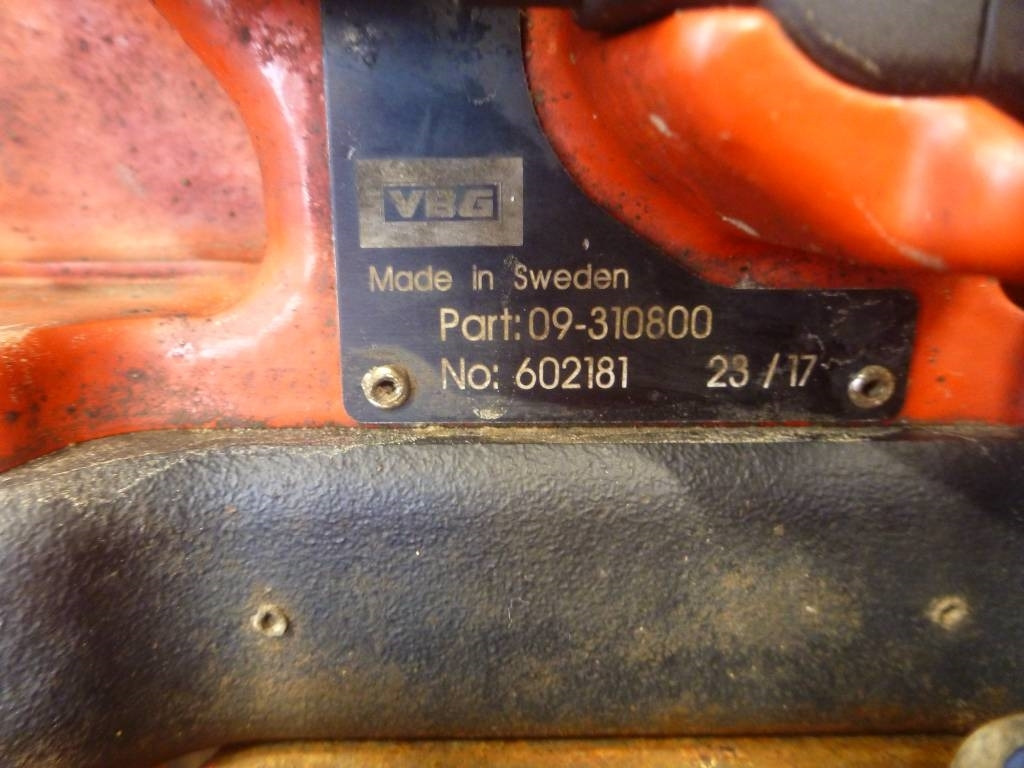 VBG
Made in Sweden
Part: 09-310800
No: 602181 23/17